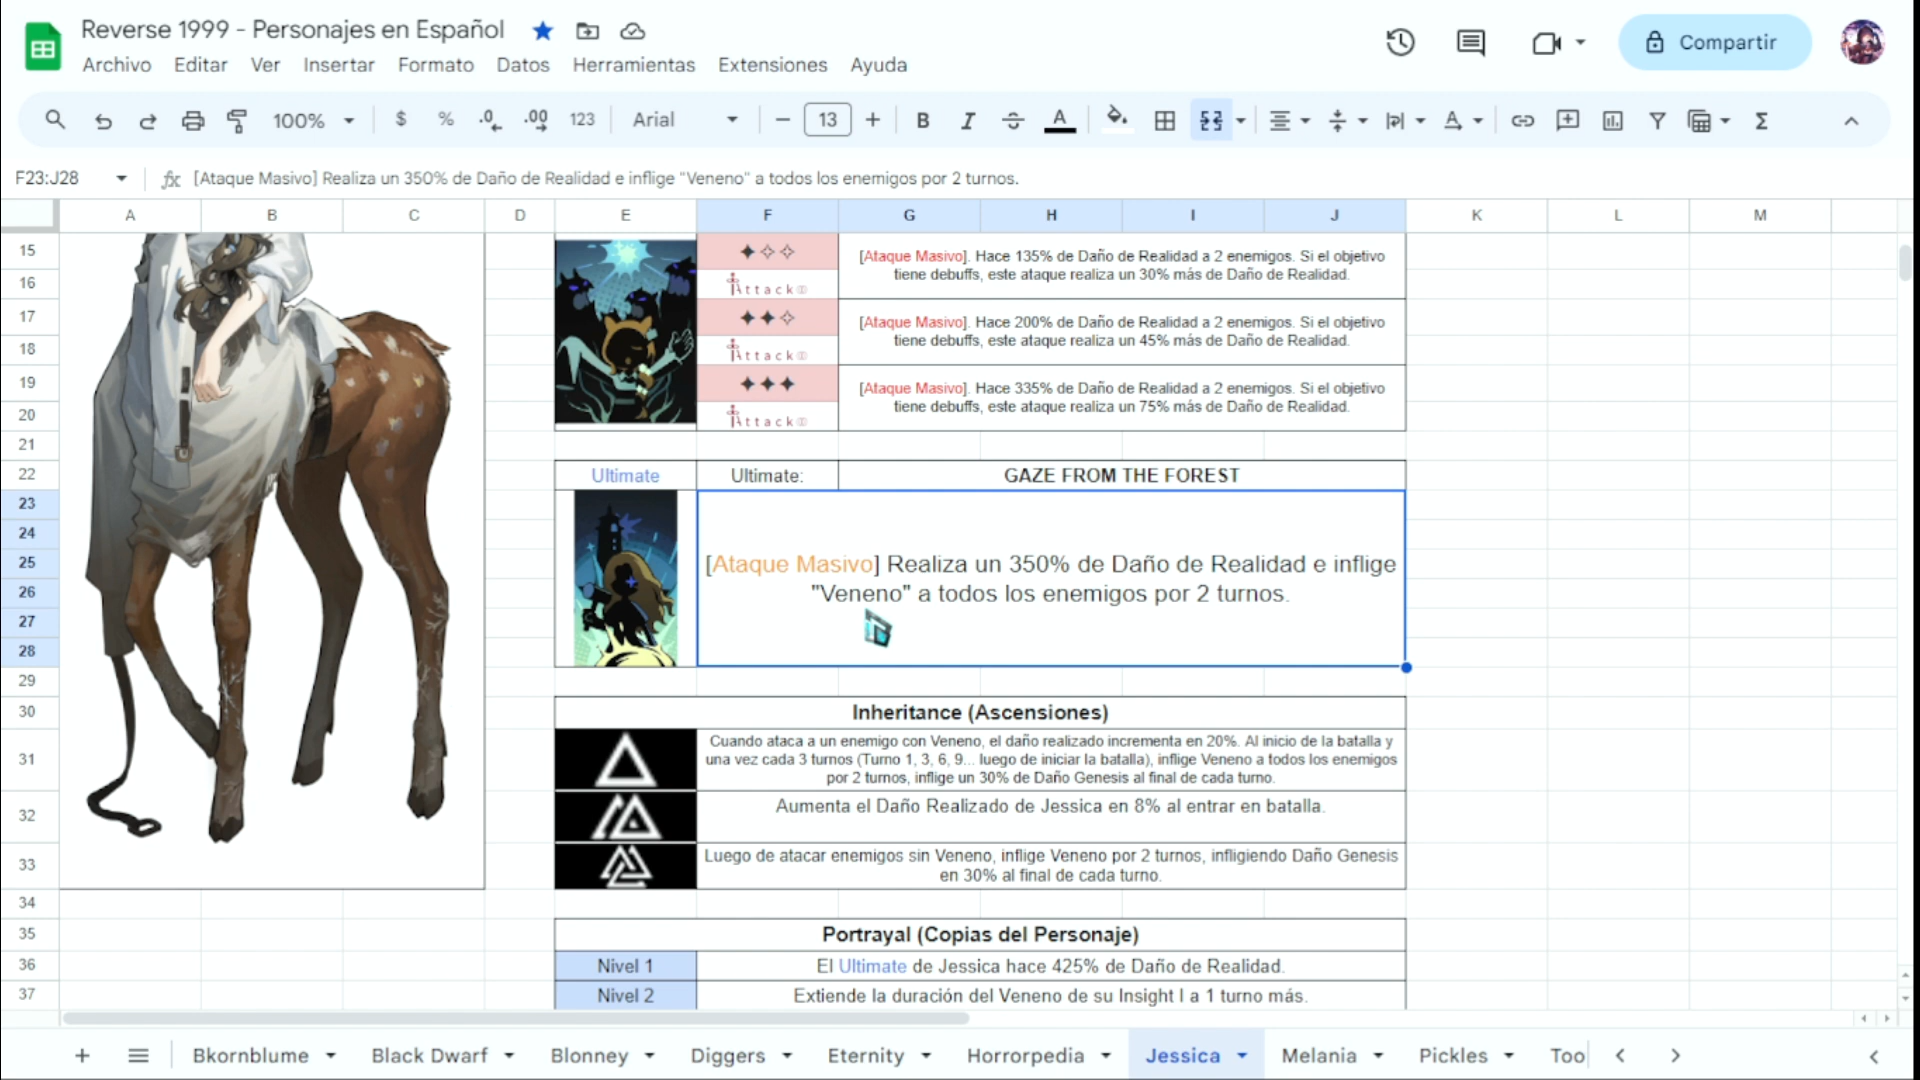 Reverse 1999 - Personajes en Español
Compartir
Archivo Editar Ver Insertar Formato Datos Herramientas Extensiones Ayuda
100% $ % .0 .00 123 Arial 13 B I A Σ
F23:J28 fx [Ataque Masivo] Realiza un 350% de Daño de Realidad e inflige "Veneno" a todos los enemigos por 2 turnos.
A B C D E F G H I J K L M
15
16
17
18
19
20
21
22
23
24
25
26
27
28
29
30
31
32
33
34
35
36
37
[Ataque Masivo]. Hace 135% de Daño de Realidad a 2 enemigos. Si el objetivo
tiene debuffs, este ataque realiza un 30% más de Daño de Realidad.
Attack
[Ataque Masivo]. Hace 200% de Daño de Realidad a 2 enemigos. Si el objetivo
tiene debuffs, este ataque realiza un 45% más de Daño de Realidad.
Attack
[Ataque Masivo]. Hace 335% de Daño de Realidad a 2 enemigos. Si el objetivo
tiene debuffs, este ataque realiza un 75% más de Daño de Realidad.
Attack
Ultimate Ultimate: GAZE FROM THE FOREST
[Ataque Masivo] Realiza un 350% de Daño de Realidad e inflige
"Veneno" a todos los enemigos por 2 turnos.
Inheritance (Ascensiones)
Cuando ataca a un enemigo con Veneno, el daño realizado incrementa en 20%. Al inicio de la batalla y
una vez cada 3 turnos (Turno 1, 3, 6, 9... luego de iniciar la batalla), inflige Veneno a todos los enemigos
por 2 turnos, inflige un 30% de Daño Genesis al final de cada turno.
Aumenta el Daño Realizado de Jessica en 8% al entrar en batalla.
Luego de atacar enemigos sin Veneno, inflige Veneno por 2 turnos, infligiendo Daño Genesis
en 30% al final de cada turno.
Portrayal (Copias del Personaje)
Nivel 1 El Ultimate de Jessica hace 425% de Daño de Realidad.
Nivel 2 Extiende la duración del Veneno de su Insight I a 1 turno más.
Bkornblume Black Dwarf Blonney Diggers Eternity Horrorpedia Jessica Melania Pickles Too